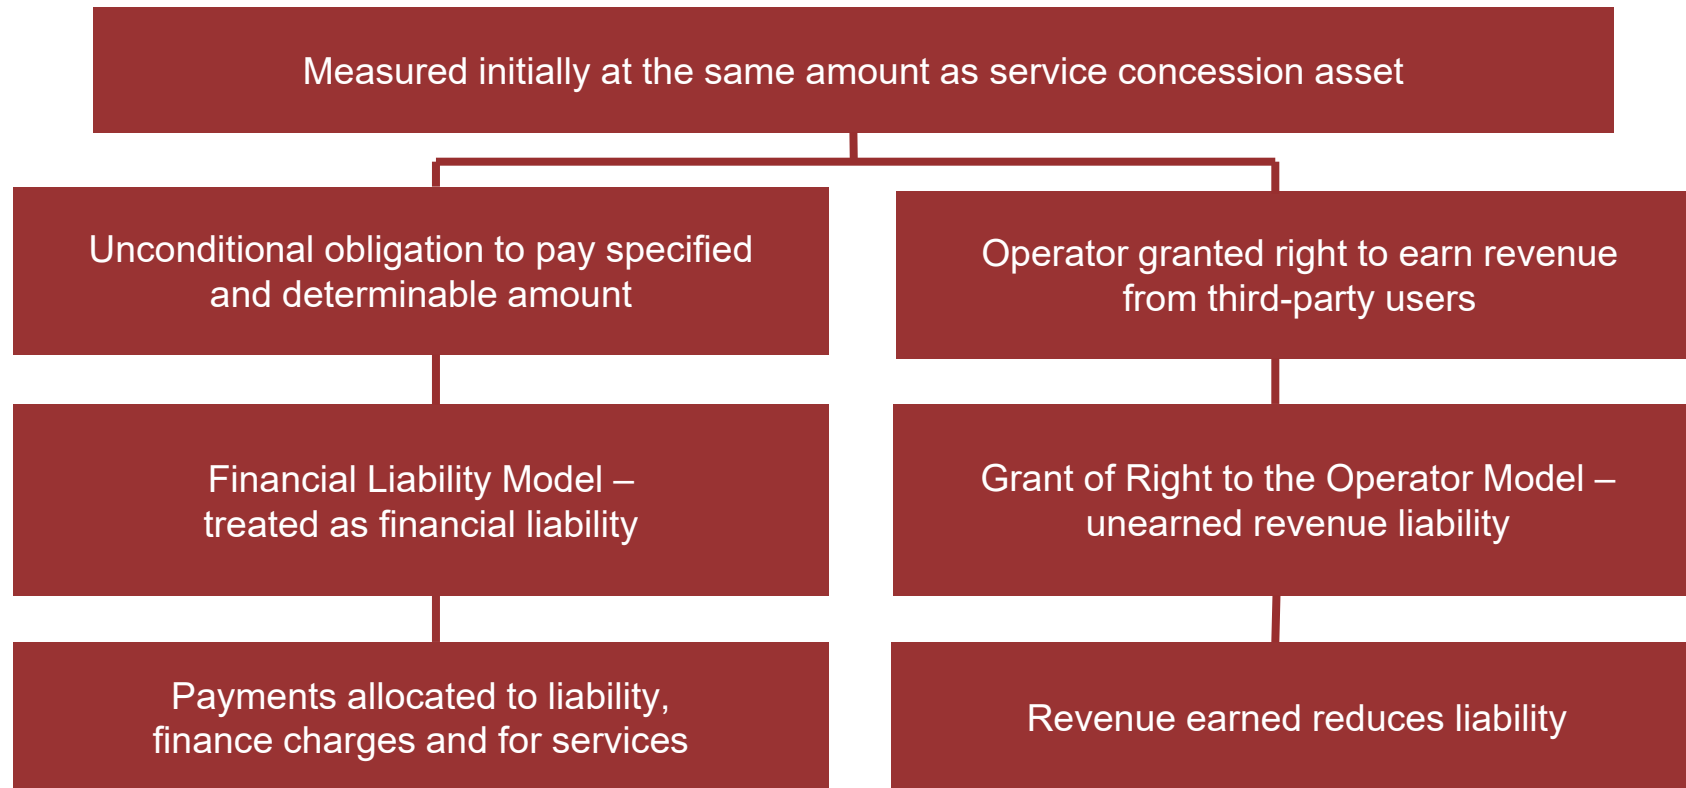 Measured initially at the same amount as service concession asset
Unconditional obligation to pay specified
and determinable amount
Operator granted right to earn revenue
from third-party users
Financial Liability Model –
treated as financial liability
Grant of Right to the Operator Model –
unearned revenue liability
Payments allocated to liability,
finance charges and for services
Revenue earned reduces liability